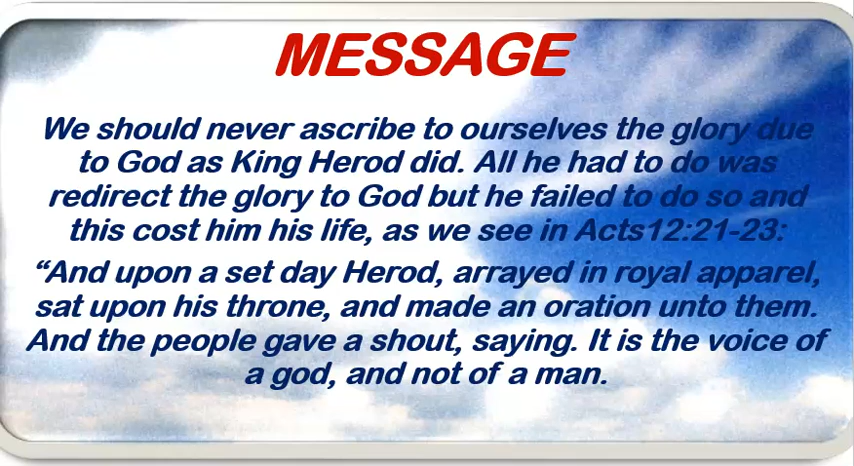 MESSAGE
We should never ascribe to ourselves the glory due
to God as King Herod did. All he had to do was
redirect the glory to God but he failed to do so and
this cost him his life, as we see in Acts12:21-23:
“And upon a set day Herod, arrayed in royal apparel,
sat upon his throne, and made an oration unto them.
And the people gave a shout, saying. It is the voice of
a god, and not of a man.